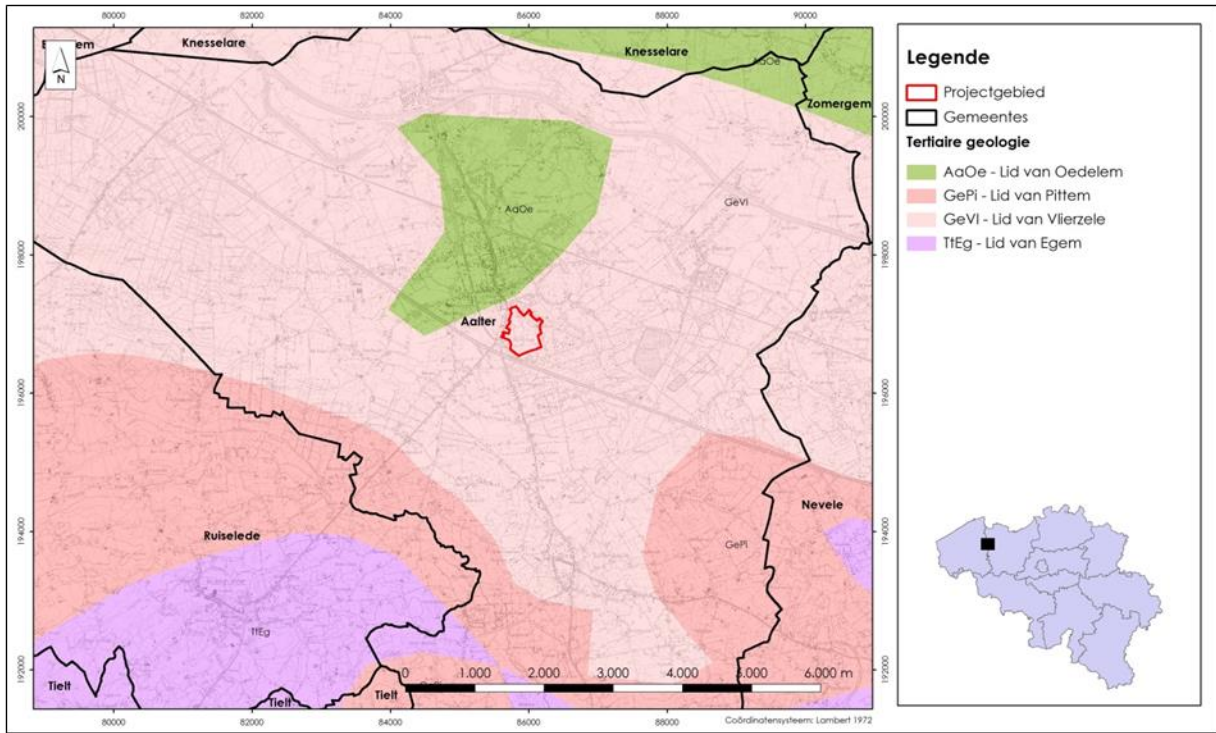 80000 82000 84000 86000 88000 90000
Knesselare
Knesselare
AaOe
Zomergem
N
200000
200000
AaOe
GeVl
198000
198000
Aalter
196000
196000
Nevele
194000
194000
Ruiselede
GePi
TtEg
192000
192000
Tielt
Tielt
Tielt
0 1.000 2.000 3.000 4.000 5.000 6.000 m
Coördinatensysteem: Lambert 1972
80000 82000 84000 86000 88000 90000
Legende
Projectgebied
Gemeentes
Tertiaire geologie
AaOe - Lid van Oedelem
GePi - Lid van Pittem
GeVl - Lid van Vlierzele
TtEg - Lid van Egem